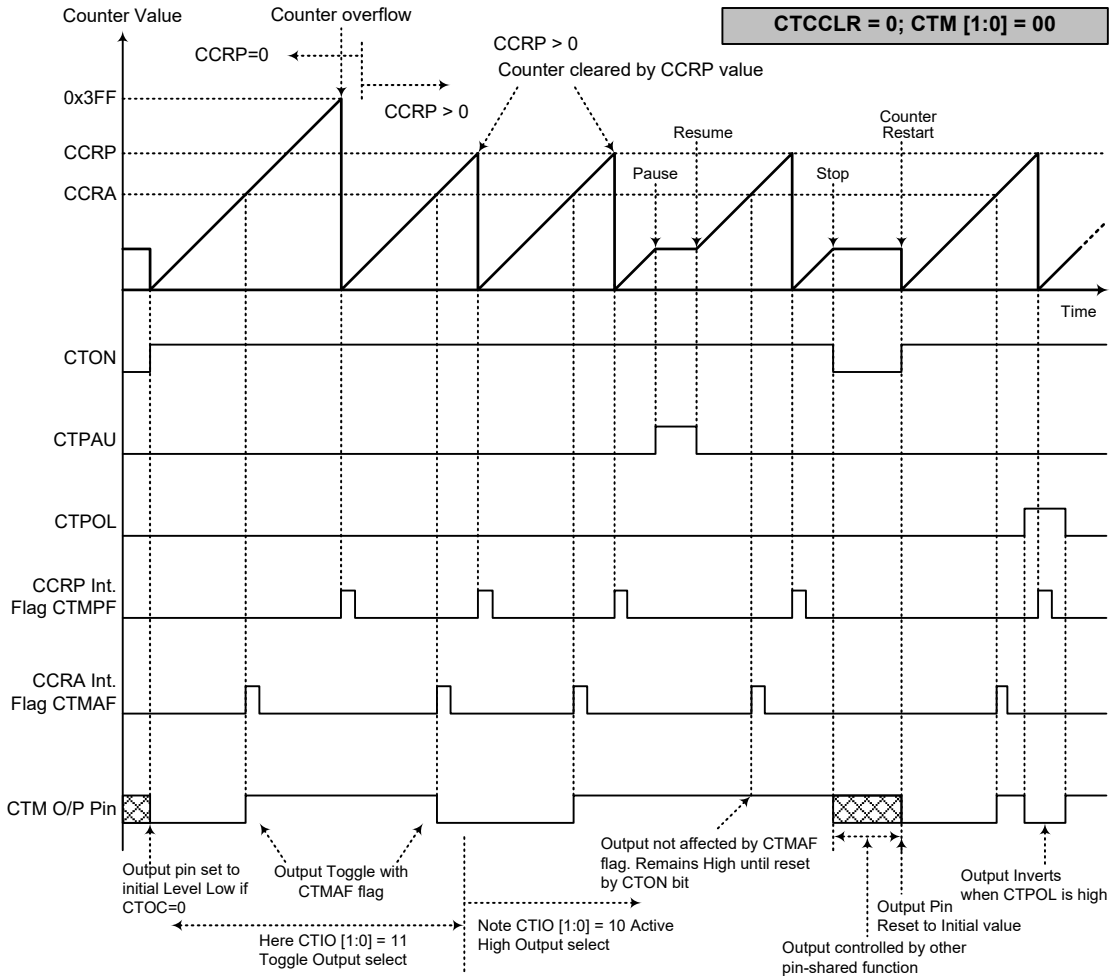 Counter Value
Counter overflow
CTCCLR = 0; CTM [1:0] = 00
CCRP=0
CCRP > 0
CCRP > 0
Counter cleared by CCRP value
0x3FF
CCRP
CCRA
Pause
Resume
Stop
Counter
Restart
Time
CTON
CTPAU
CTPOL
CCRP Int.
Flag CTMPF
CCRA Int.
Flag CTMAF
CTM O/P Pin
Output pin set to
initial Level Low if
CTOC=0
Output Toggle with
CTMAF flag
Here CTIO [1:0] = 11
Toggle Output select
Note CTIO [1:0] = 10 Active
High Output select
Output not affected by CTMAF
flag. Remains High until reset
by CTON bit
Output controlled by other
pin-shared function
Output Pin
Reset to Initial value
Output Inverts
when CTPOL is high